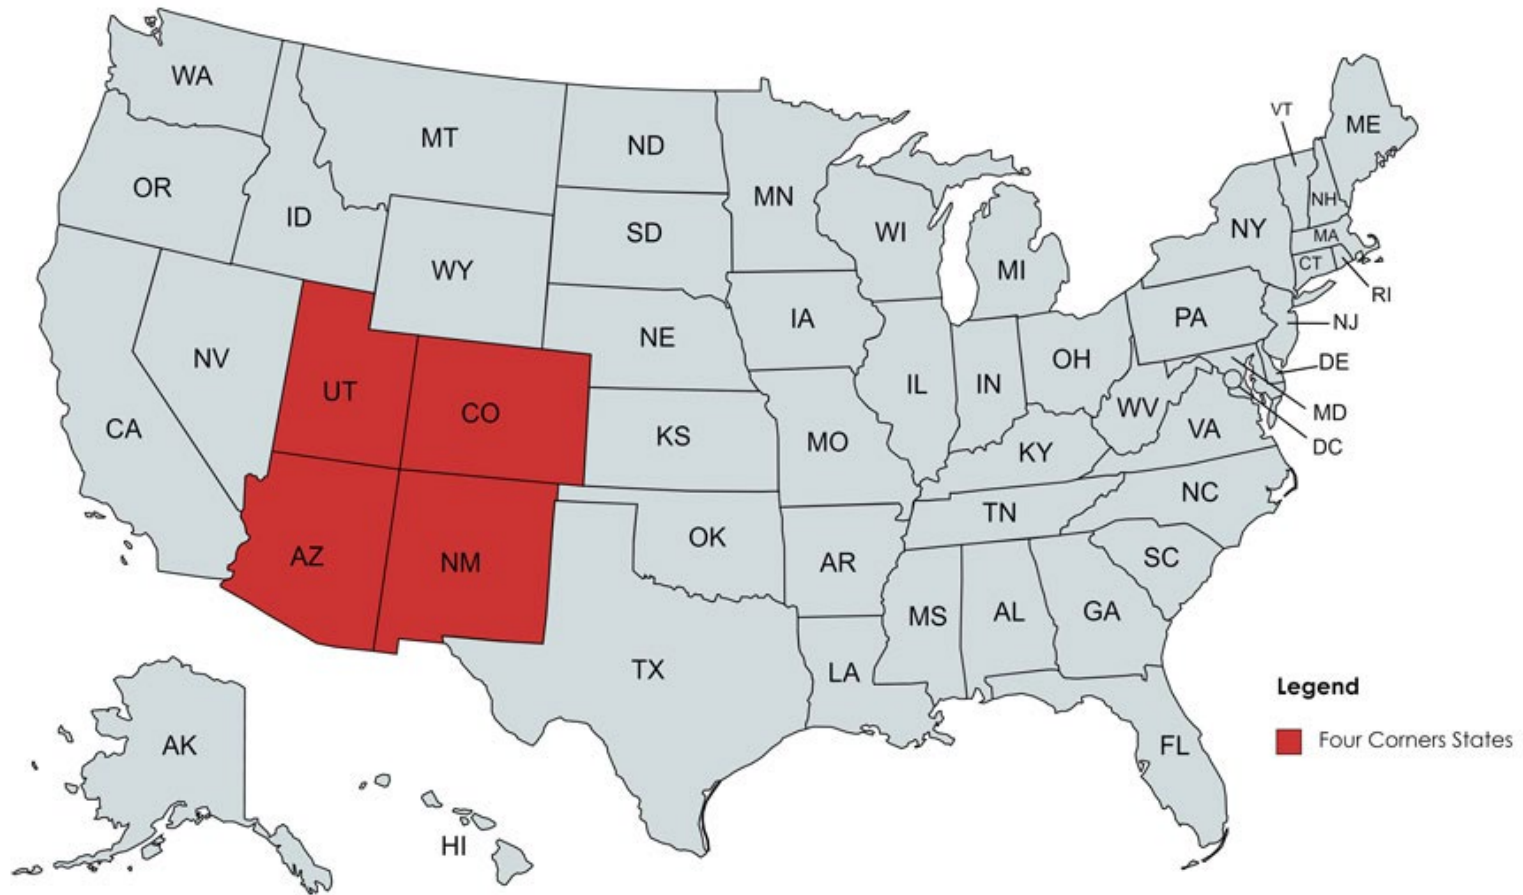 WA
MT
ND
MN
VT
ME
OR
ID
SD
WI
NH
NY
MA
WY
MI
CT
RI
IA
PA
NJ
NE
NV
UT
CO
IL
IN
OH
DE
WV
MD
CA
KS
MO
KY
VA
DC
NC
TN
AZ
NM
OK
AR
SC
MS
AL
GA
TX
LA
Legend
Four Corners States
AK
FL
HI